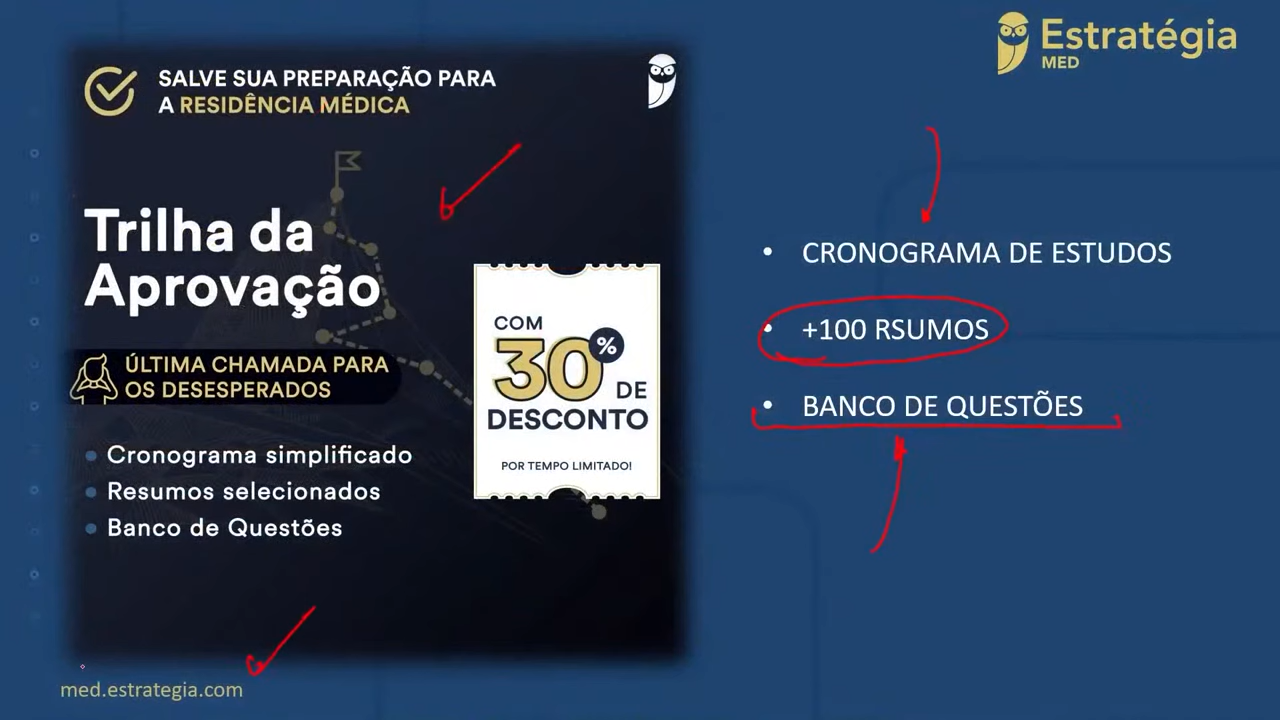 Estratégia
MED
SALVE SUA PREPARAÇÃO PARA
A RESIDÊNCIA MÉDICA
Trilha da
Aprovação
ÚLTIMA CHAMADA PARA
OS DESESPERADOS
• Cronograma simplificado
• Resumos selecionados
• Banco de Questões
COM
30%
DE
DESCONTO
POR TEMPO LIMITADO!
• CRONOGRAMA DE ESTUDOS
• +100 RSUMOS
• BANCO DE QUESTÕES
med.estrategia.com